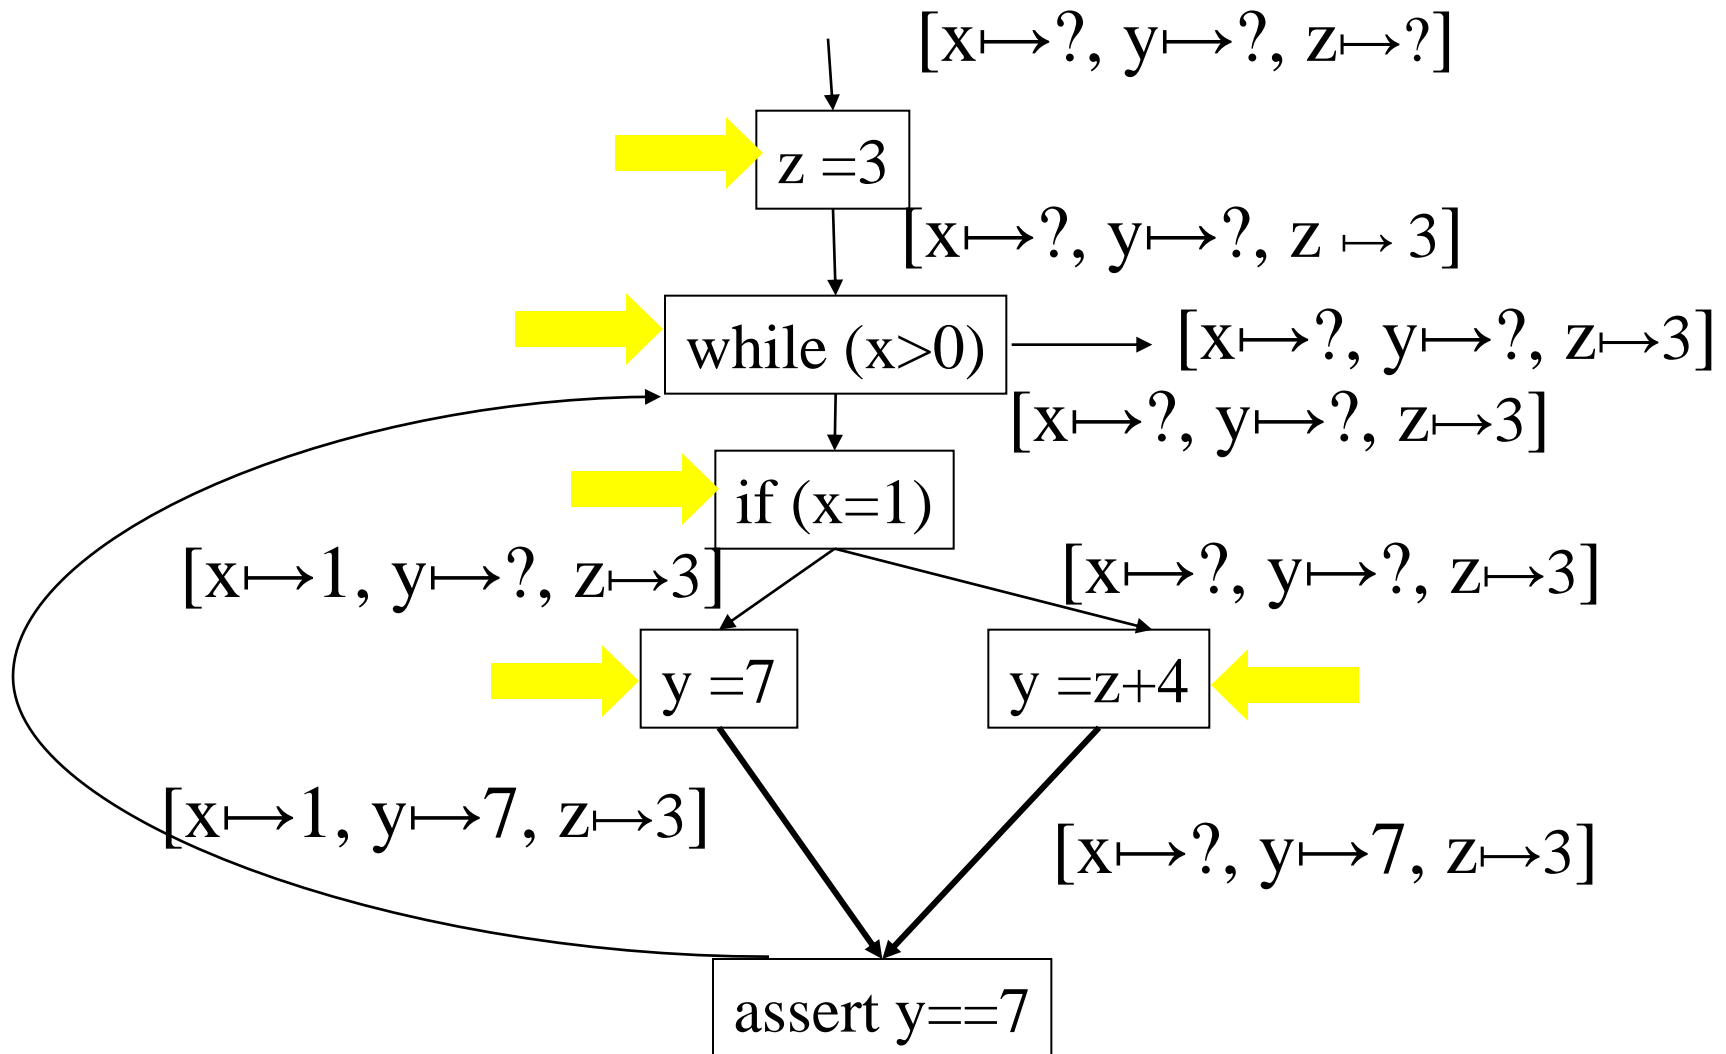 [x↦?, y↦?, z↦?]
z =3
[x↦?, y↦?, z ↦ 3]
while (x>0)
[x↦?, y↦?, z↦3]
[x↦?, y↦?, z↦3]
if (x=1)
[x↦1, y↦?, z↦3]
[x↦?, y↦?, z↦3]
y =7
y =z+4
[x↦1, y↦7, z↦3]
[x↦?, y↦7, z↦3]
assert y==7